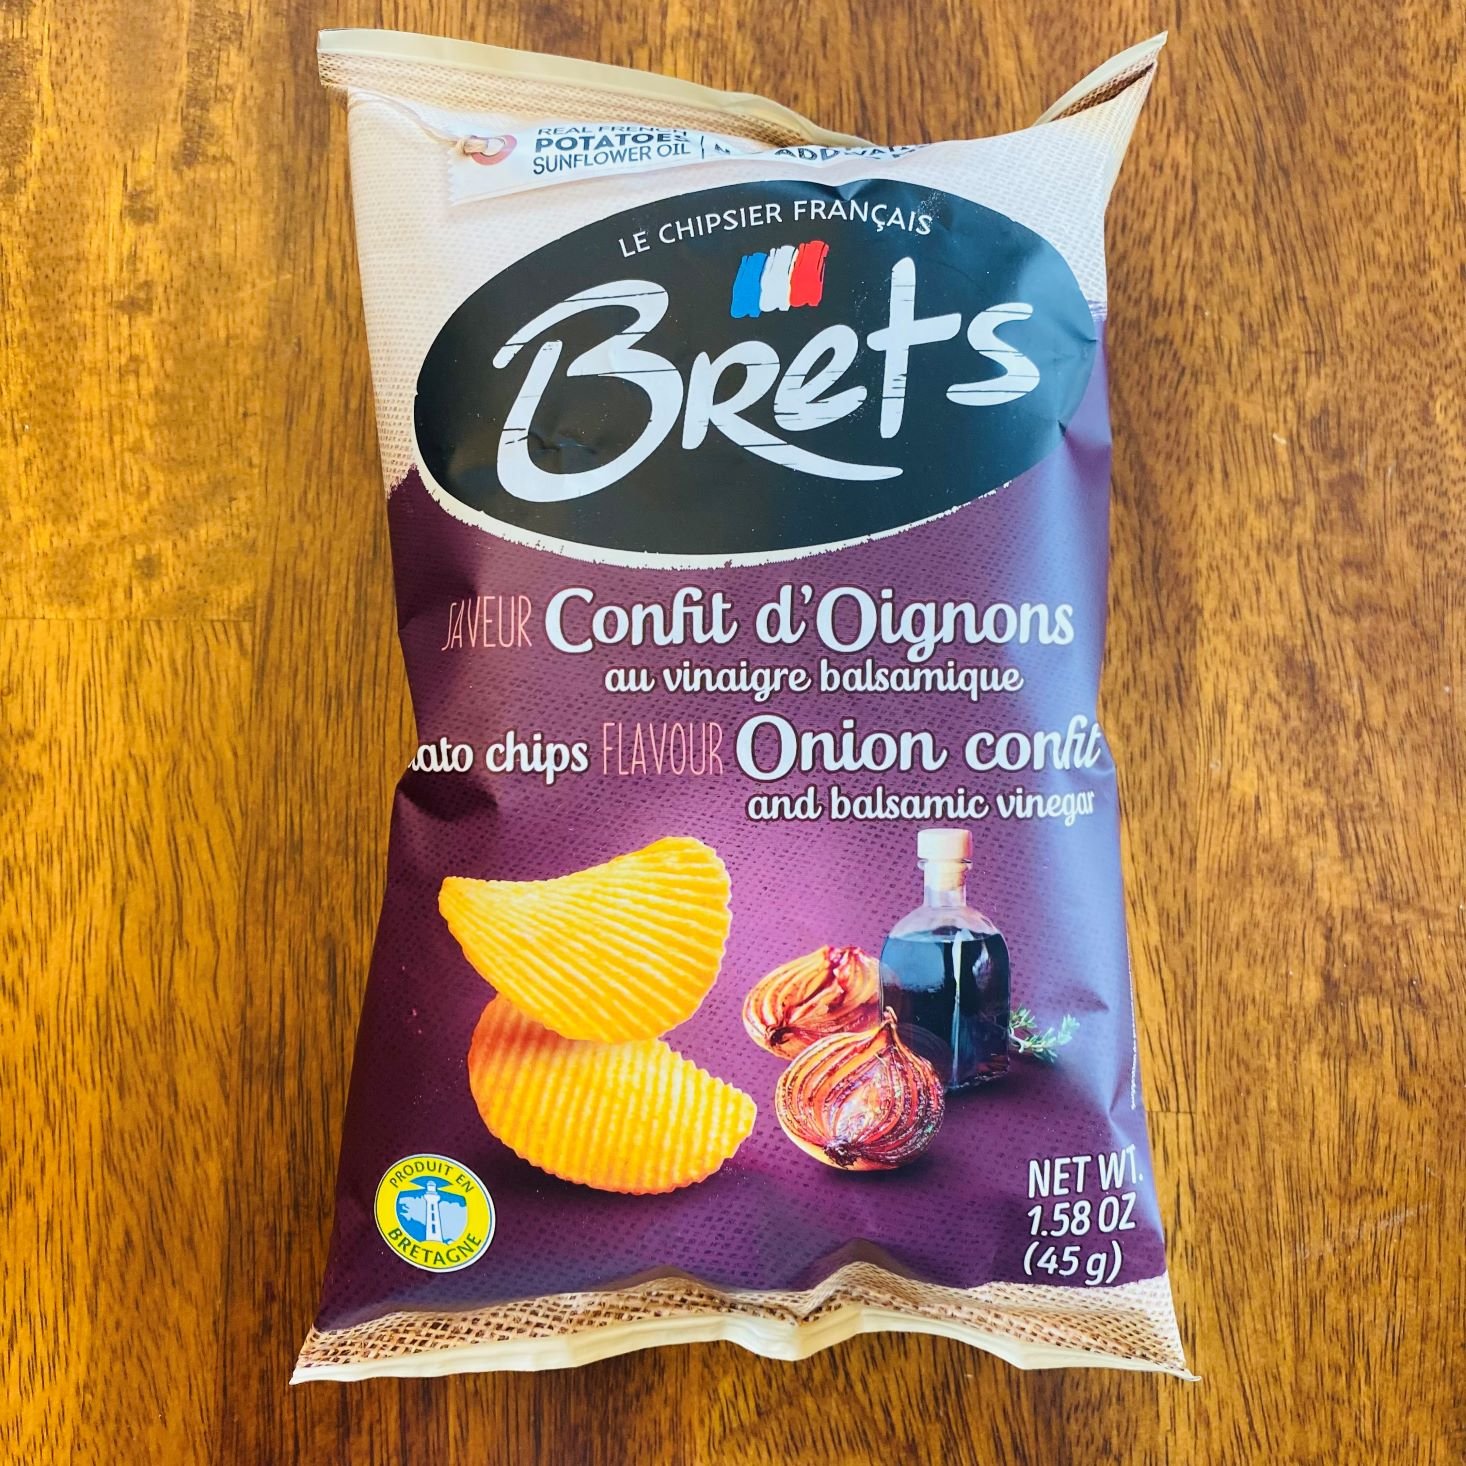 REAL FRENCH
POTATOES
SUNFLOWER OIL
LE CHIPSIER FRANÇAIS
Brets
SAVEUR Confit d'Oignons
au vinaigre balsamique
chips FLAVOUR Onion confit
and balsamic vinegar
PRODUIT EN
BRETAGNE
NET WT.
1.58 OZ
(45 g)